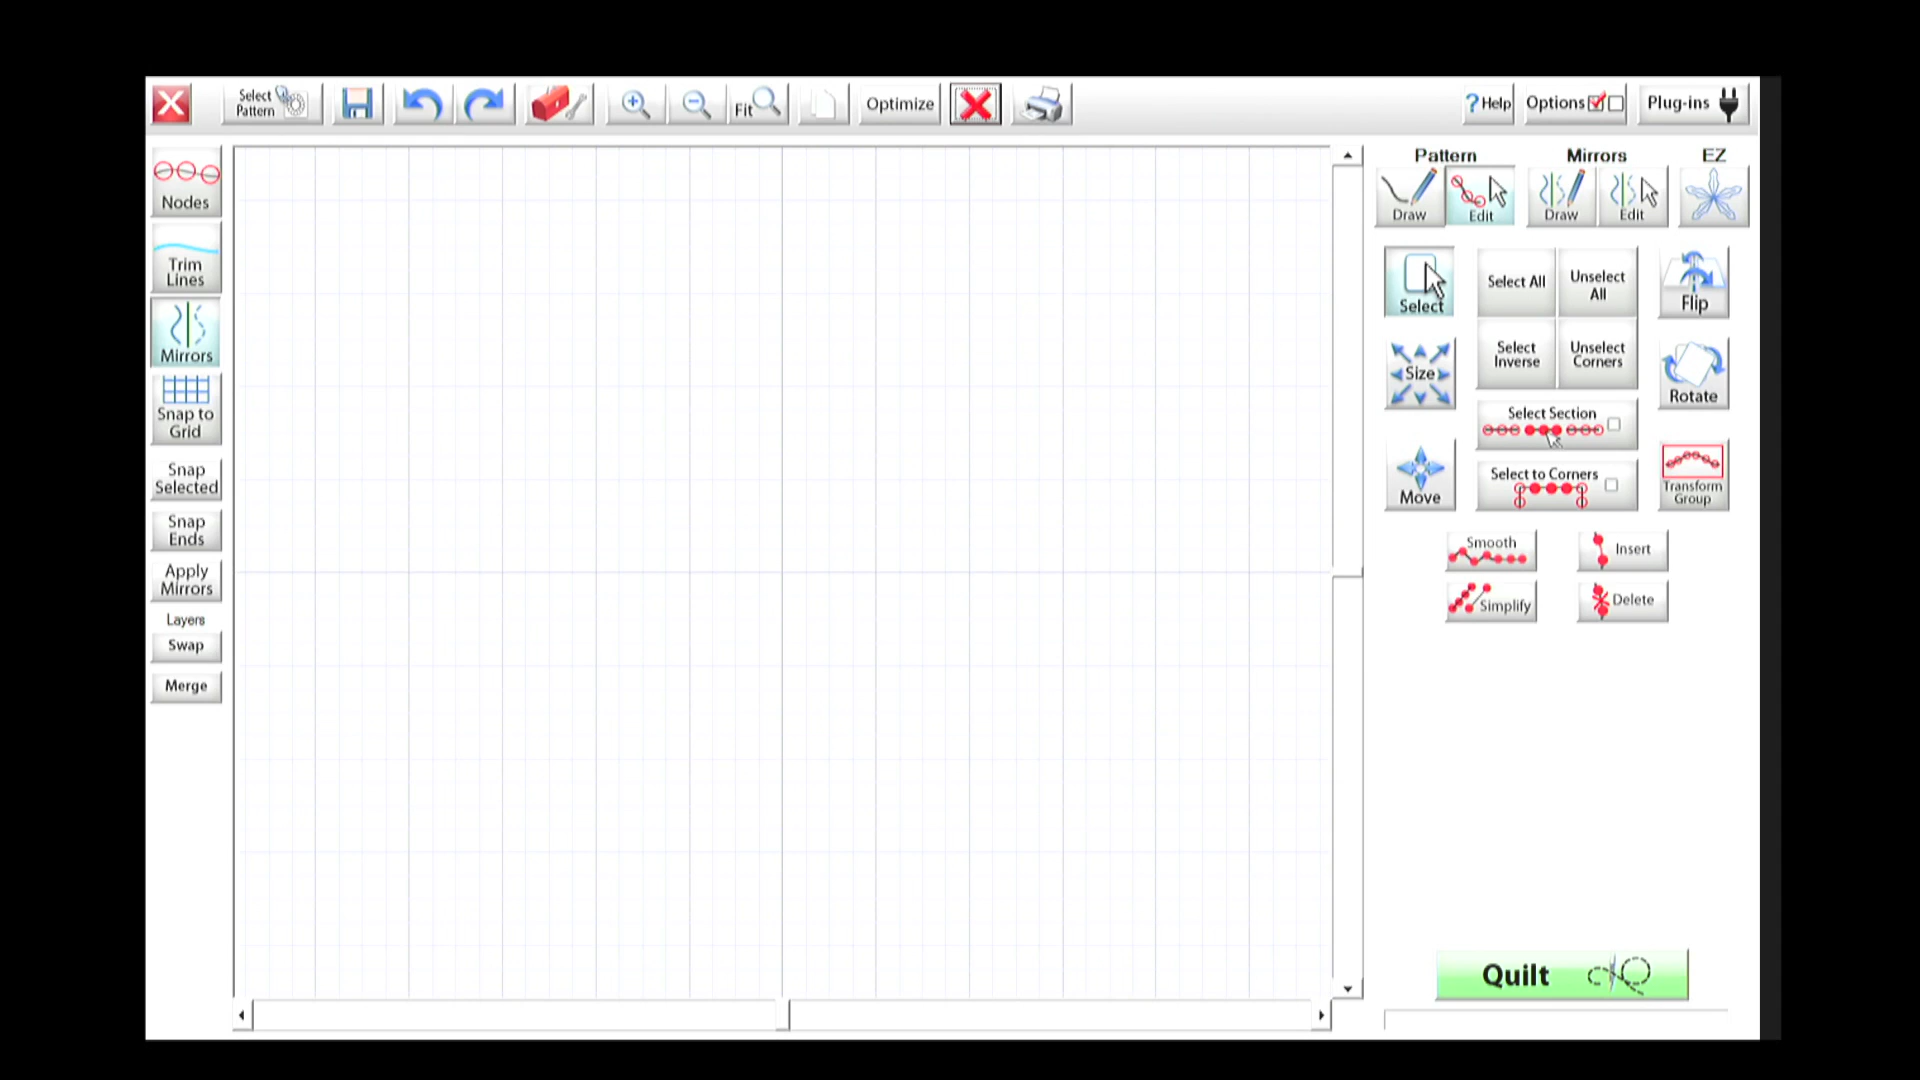 Select
Pattern
Fit
Optimize
? Help
Options
Plug-ins
Nodes
Trim
Lines
Mirrors
Snap to
Grid
Snap
Selected
Snap
Ends
Apply
Mirrors
Layers
Swap
Merge
Pattern
Mirrors
EZ
Draw
Edit
Draw
Edit
Select
Select All
Unselect
All
Flip
Size
Select
Inverse
Unselect
Corners
Rotate
Select Section
Move
Select to Corners
Transform
Group
Smooth
Insert
Simplify
Delete
Quilt